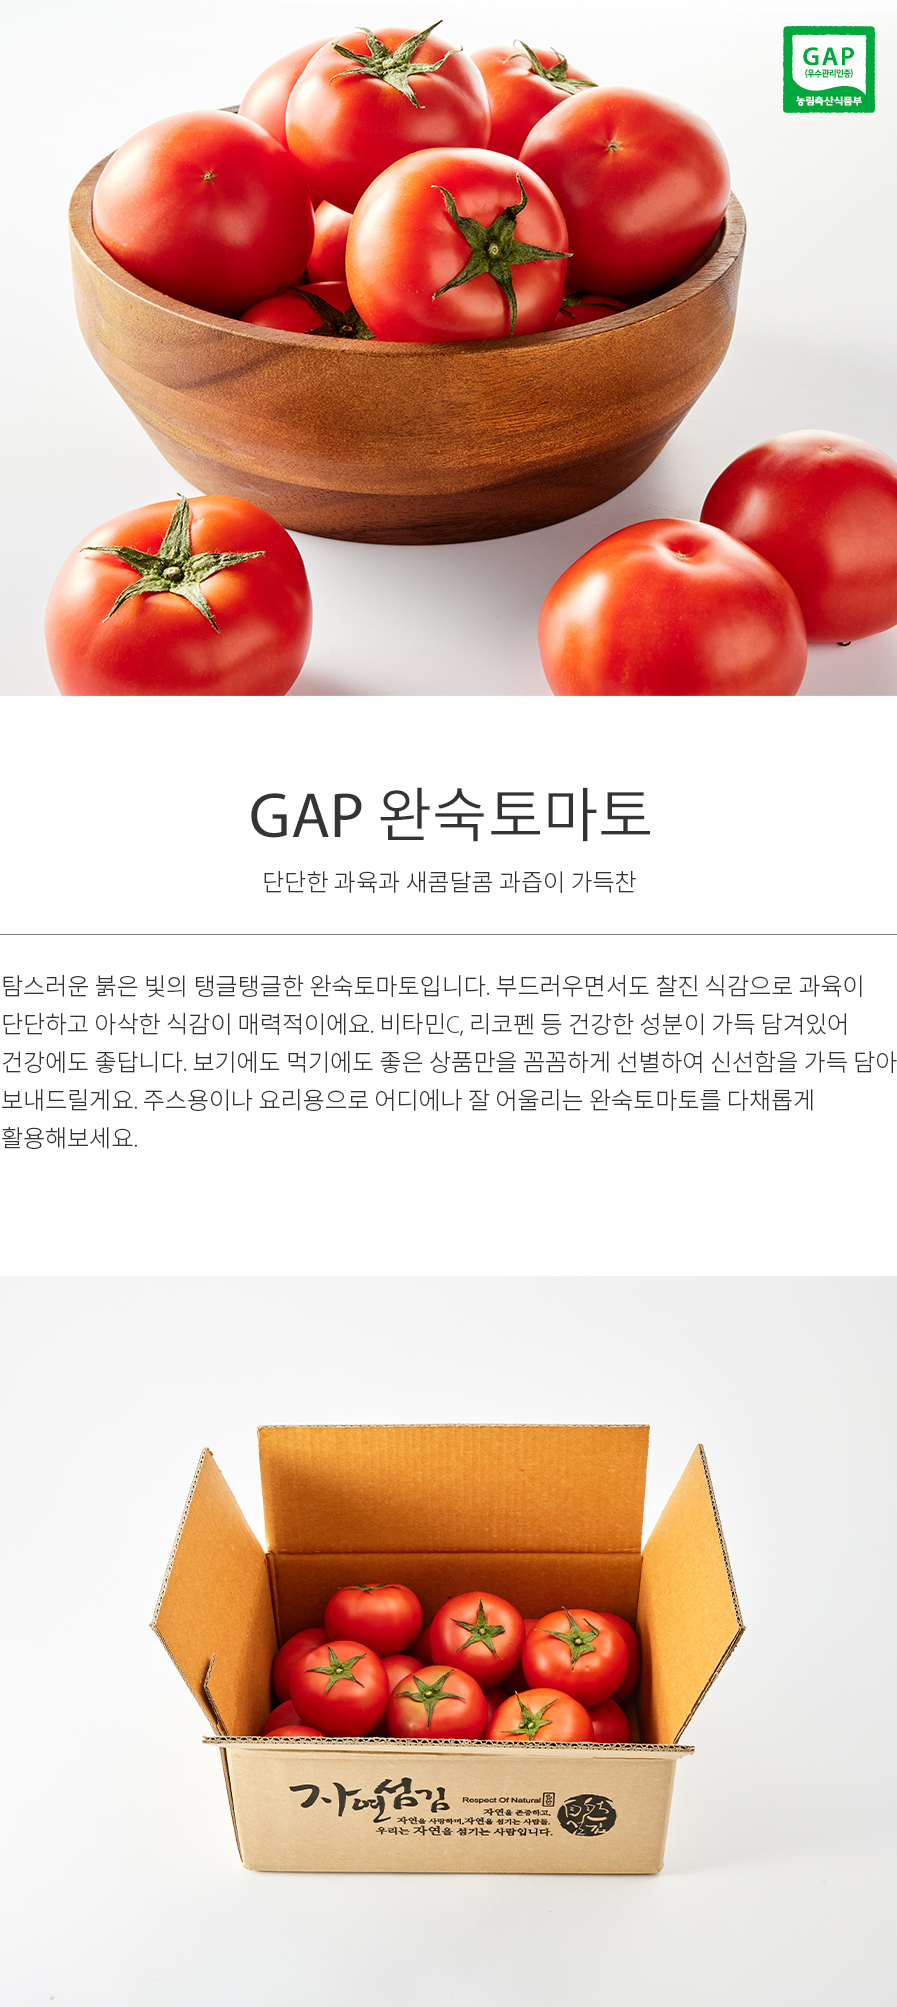 GAP
(우수관리인증)
농림축산식품부
GAP 완숙토마토
단단한 과육과 새콤달콤 과즙이 가득찬
탐스러운 붉은 빛의 탱글탱글한 완숙토마토입니다. 부드러우면서도 찰진 식감으로 과육이
단단하고 아삭한 식감이 매력적이에요. 비타민C, 리코펜 등 건강한 성분이 가득 담겨있어
건강에도 좋답니다. 보기에도 먹기에도 좋은 상품만을 꼼꼼하게 선별하여 신선함을 가득 담아
보내드릴게요. 주스용이나 요리용으로 어디에나 잘 어울리는 완숙토마토를 다채롭게
활용해보세요.
자연섬김 Respect Of Natural
자연을 존중하고,
자연을 사랑하며, 자연을 섬기는 사람들.
우리는 자연을 섬기는 사람입니다.